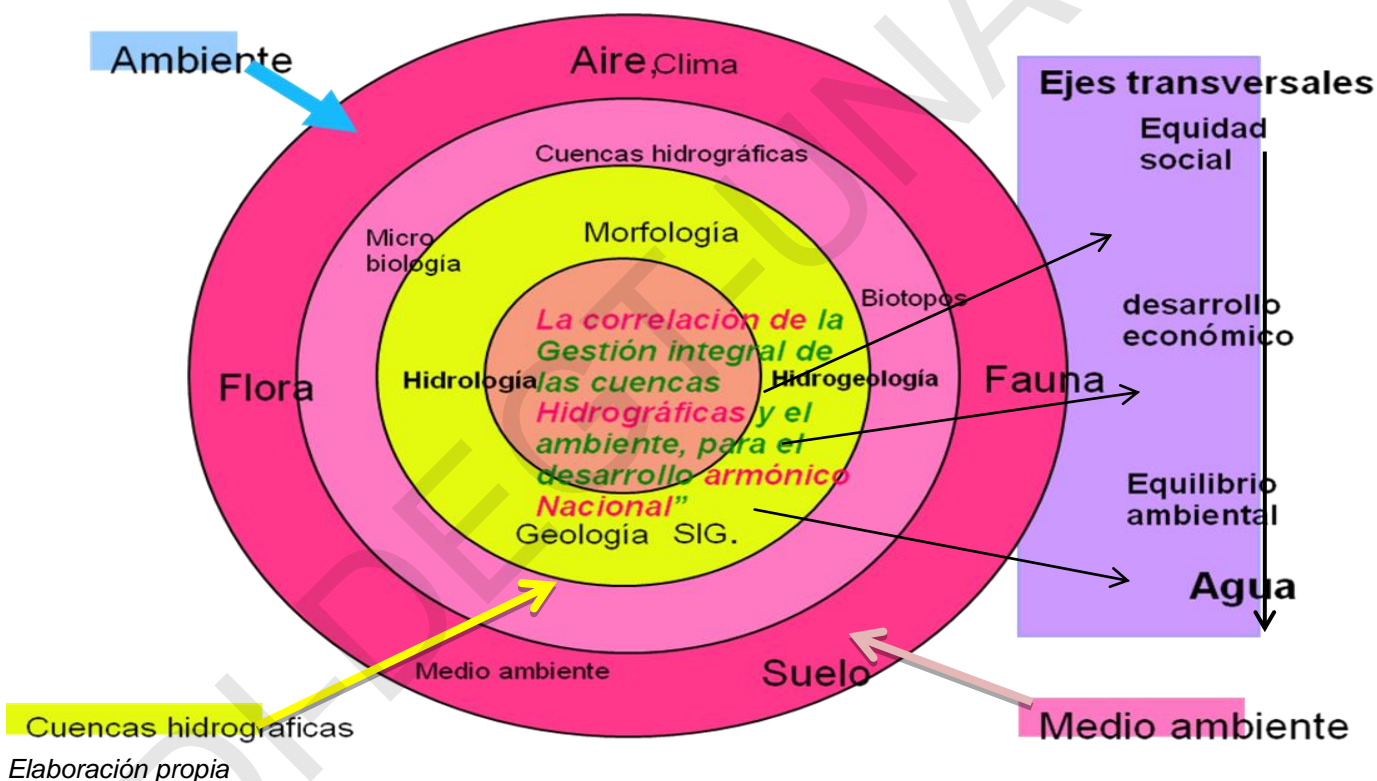 Ambiente
Aire,Clima
Ejes transversales
Equidad
social
Cuencas hidrográficas
Micro
biología
Morfología
Biotopos
desarrollo
económico
La correlación de la
Gestión integral de
las cuencas
Hidrográficas y el
ambiente, para el
desarrollo armónico
Nacional”
Flora
Hidrología
Hidrogeología
Fauna
Equilibrio
ambiental
Geología SIG.
Agua
Medio ambiente
Suelo
Cuencas hidrograficas
Medio ambiente
Elaboración propia